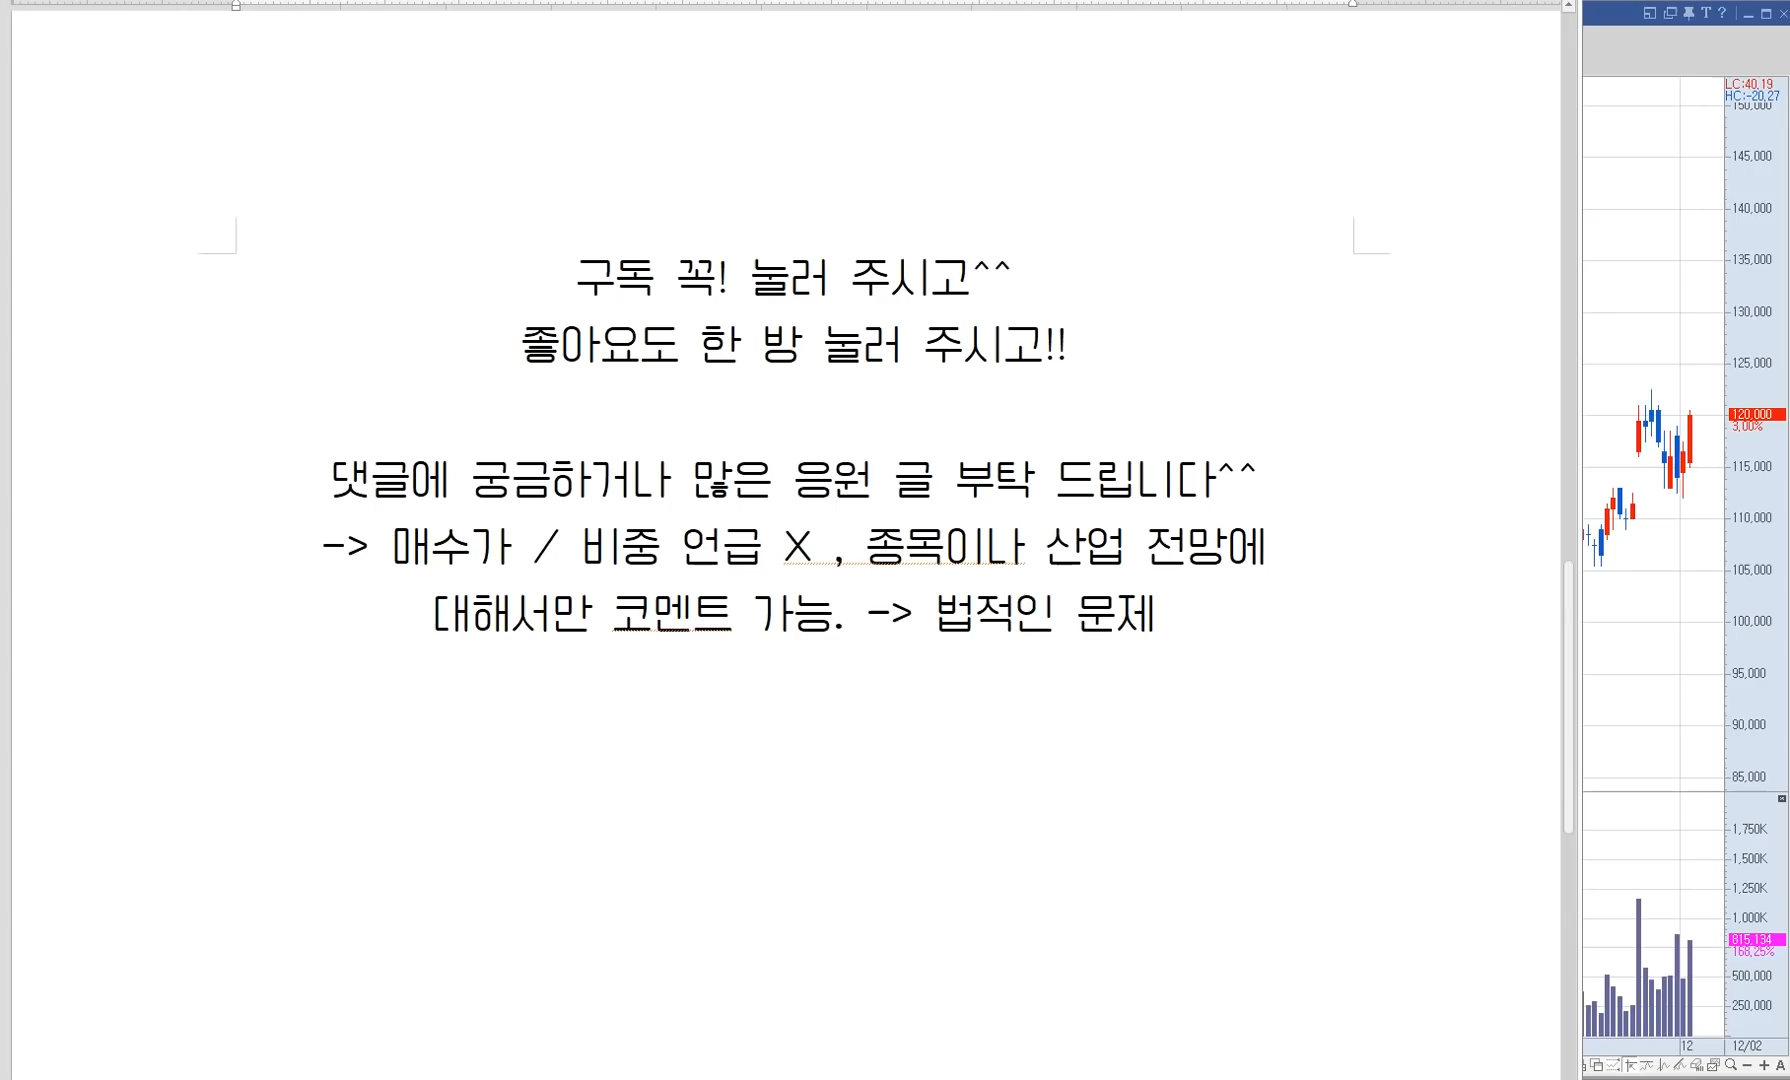 구독 꼭! 눌러 주시고^^
좋아요도 한 방 눌러 주시고!!
댓글에 궁금하거나 많은 응원 글 부탁 드립니다^^
-> 매수가 / 비중 언급 X , 종목이나 산업 전망에
대해서만 코멘트 가능. -> 법적인 문제
LC:40,19
HC:-20,27
150,000
145,000
140,000
135,000
130,000
125,000
120,000
3,00%
115,000
110,000
105,000
100,000
95,000
90,000
85,000
1,750K
1,500K
1,250K
1,000K
815,134
168,25%
500,000
250,000
12
12/02